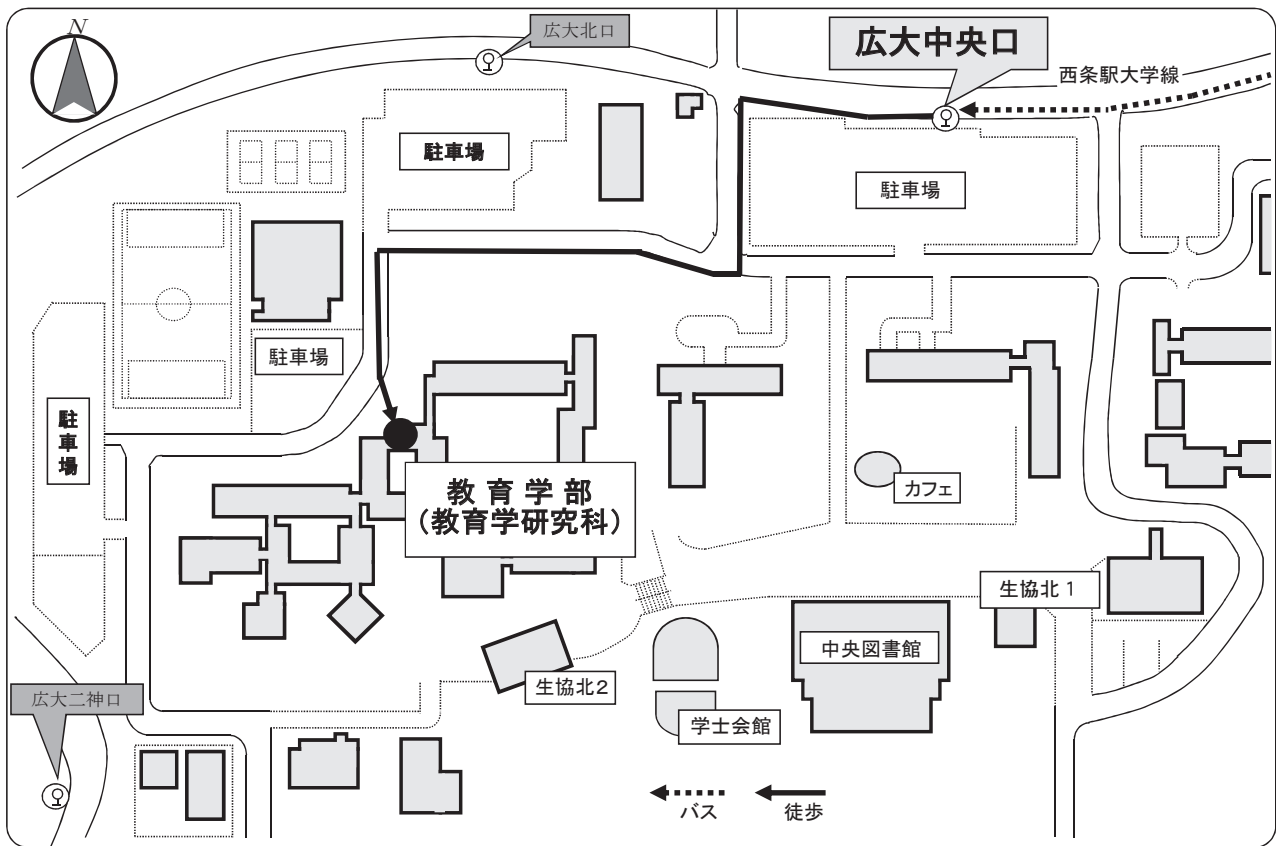 N
広大北口
広大中央口
西条駅大学線
駐車場
駐車場
駐車場
駐車場
教育学部
（教育学研究科）
カフェ
生協北１
中央図書館
生協北２
学士会館
広大二神口
バス
徒歩